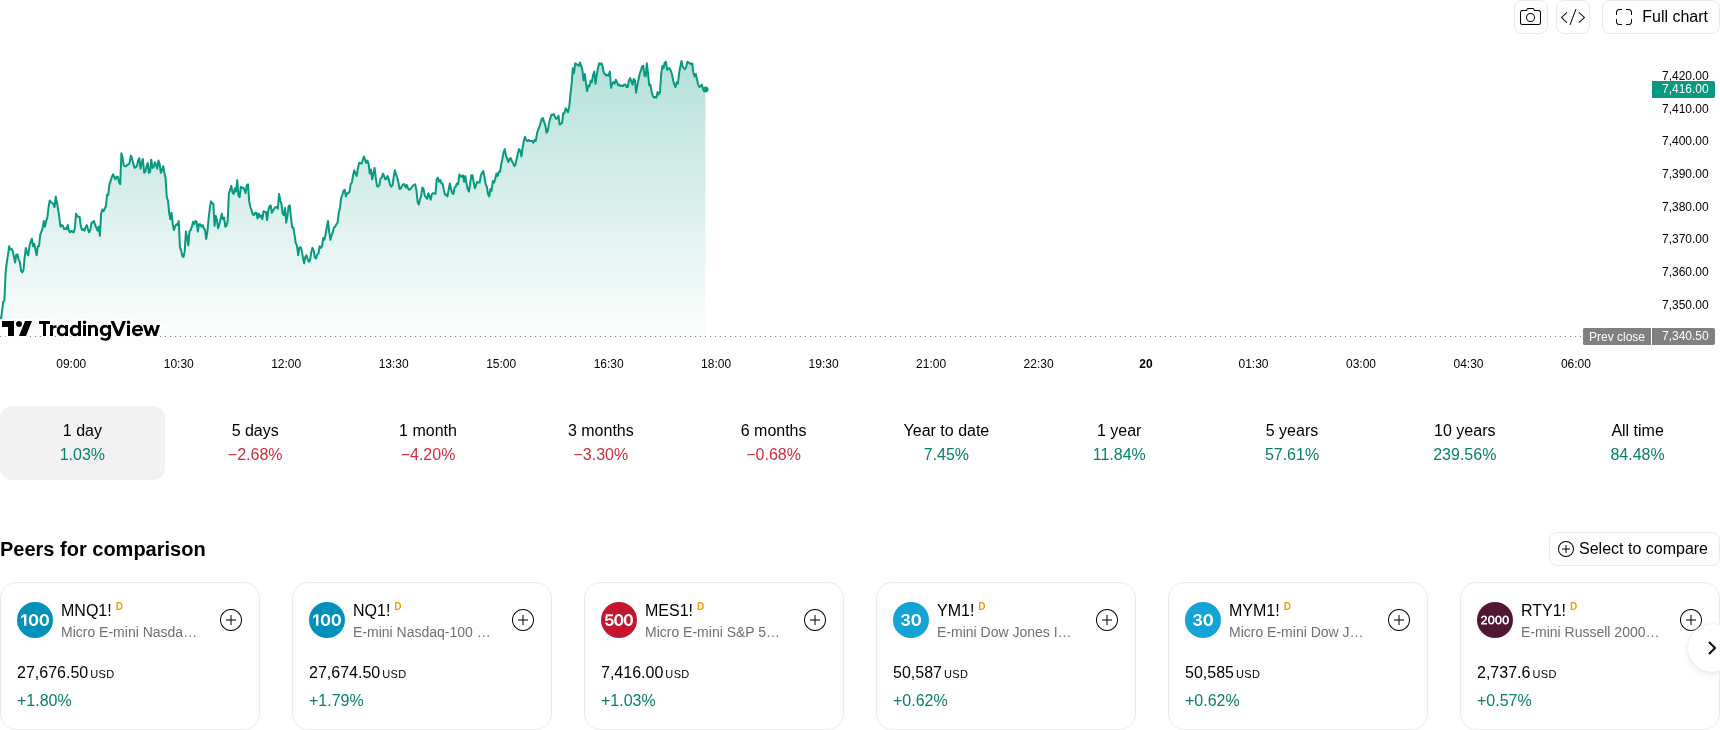 Full chart
7,420.00
7,416.00
7,410.00
7,400.00
7,390.00
7,380.00
7,370.00
7,360.00
7,350.00
TradingView
Prev close 7,340.50
09:00 10:30 12:00 13:30 15:00 16:30 18:00 19:30 21:00 22:30 20 01:30 03:00 04:30 06:00
1 day 5 days 1 month 3 months 6 months Year to date 1 year 5 years 10 years All time
1.03% −2.68% −4.20% −3.30% −0.68% 7.45% 11.84% 57.61% 239.56% 84.48%
Peers for comparison
Select to compare
100 MNQ1! D
Micro E-mini Nasda…
27,676.50 USD
+1.80%
100 NQ1! D
E-mini Nasdaq-100 …
27,674.50 USD
+1.79%
500 MES1! D
Micro E-mini S&P 5…
7,416.00 USD
+1.03%
30 YM1! D
E-mini Dow Jones I…
50,587 USD
+0.62%
30 MYM1! D
Micro E-mini Dow J…
50,585 USD
+0.62%
2000 RTY1! D
E-mini Russell 2000…
2,737.6 USD
+0.57%